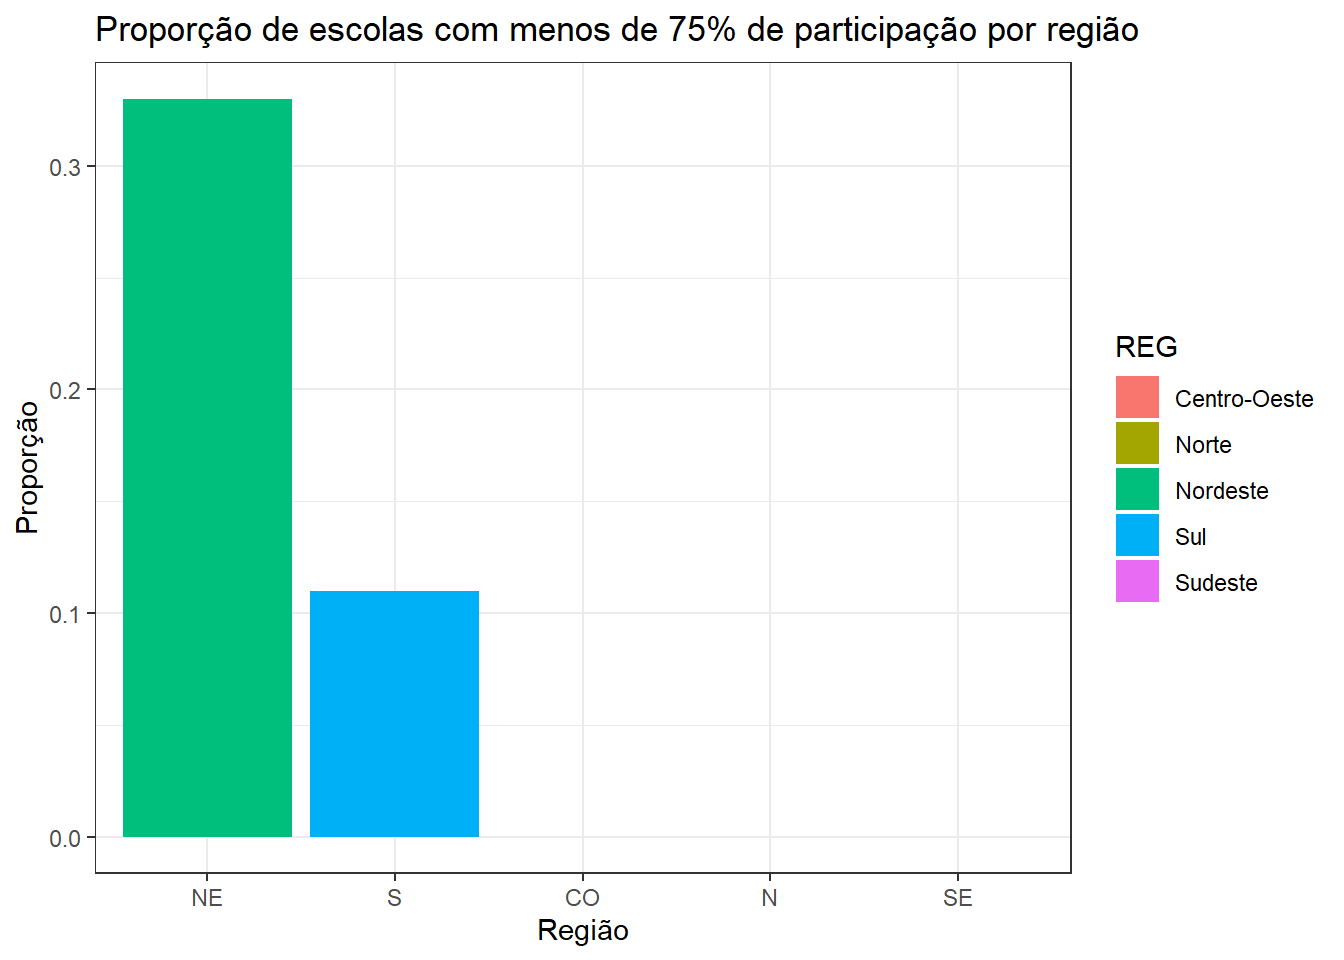 Proporção de escolas com menos de 75% de participação por região
Proporção
0.3
0.2
0.1
0.0
NE
S
CO
N
SE
Região
REG
Centro-Oeste
Norte
Nordeste
Sul
Sudeste